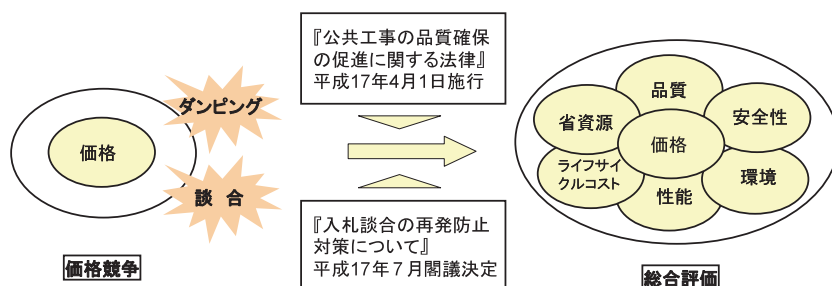 『公共工事の品質確保
の促進に関する法律』
平成17年4月1日施行
ダンピング
価格
談合
価格競争
『入札談合の再発防止
対策について』
平成17年7月閣議決定
品質
省資源
安全性
価格
ライフサイ
クルコスト
環境
性能
総合評価